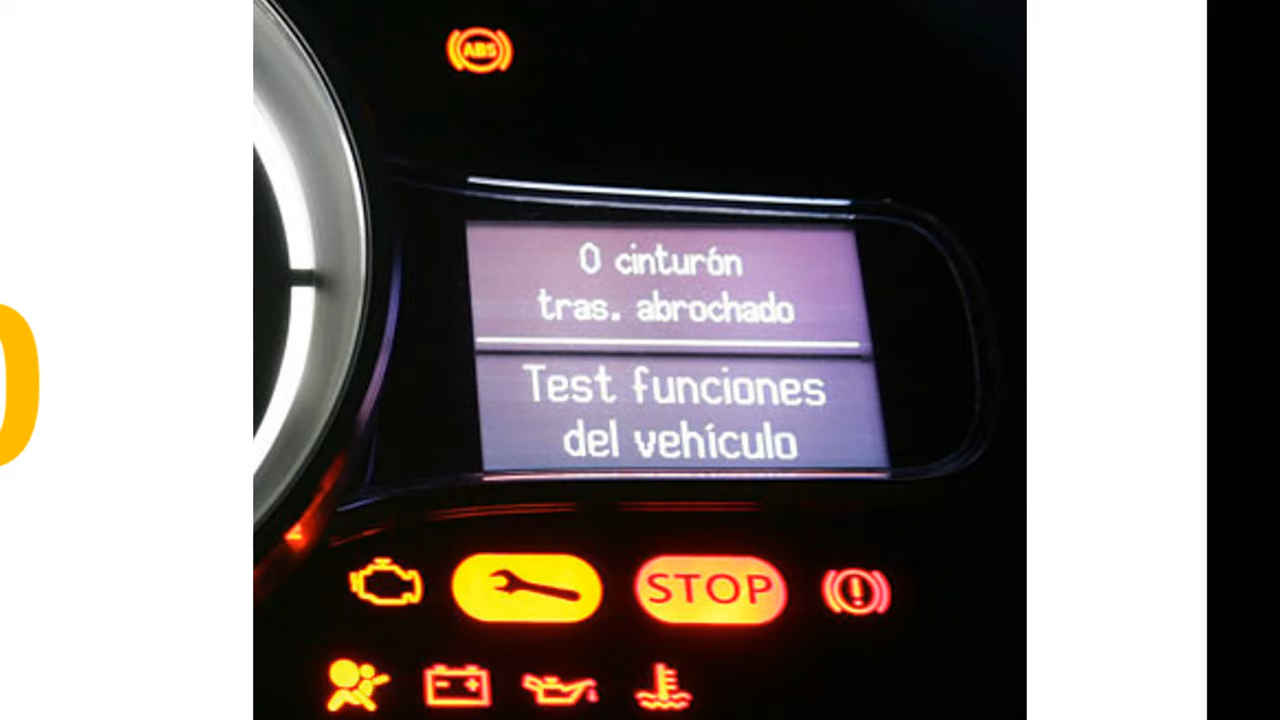 ABS
0 cinturón
tras. abrochado
Test funciones
del vehículo
STOP